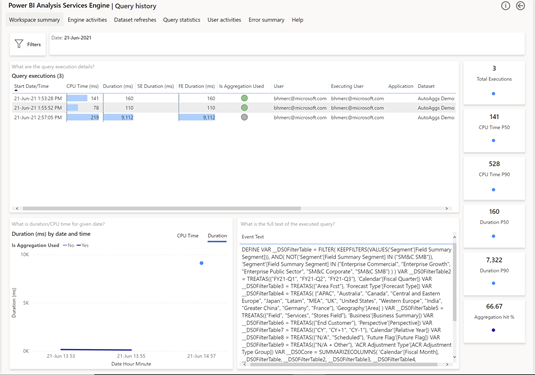 Power BI Analysis Services Engine | Query history
Workspace summary Engine activities Dataset refreshes Query statistics User activities Error summary Help
Filters
Date: 21-Jun-2021
What are the query execution details?
Query executions (3)
Start Date/Time CPU Time (ms) Duration (ms) SE Duration (ms) FE Duration (ms) Is Aggregation Used User Executing User Application Dataset
21-Jun-21 1:53:28 PM 141 160 160 bhmerc@microsoft.com bhmerc@microsoft.com AutoAggs Demo
21-Jun-21 1:55:52 PM 78 110 110 bhmerc@microsoft.com bhmerc@microsoft.com AutoAggs Demo
21-Jun-21 2:57:05 PM 219 9,112 9,112 bhmerc@microsoft.com bhmerc@microsoft.com AutoAggs Demo
3
Total Executions
141
CPU Time P50
528
CPU Time P90
160
Duration P50
7,322
Duration P90
66.67
Aggregation hit %
What is duration/CPU time for given date?
Duration (ms) by date and time
CPU Time Duration
Is Aggregation Used No Yes
10K
5K
0K
Duration (ms)
21-Jun 13:53 21-Jun 13:55 21-Jun 14:57
Date Hour Minute
What is the full text of the executed query?
Event Text
DEFINE VAR __DS0FilterTable = FILTER( KEEPFILTERS(VALUES('Segment'[Field Summary
Segment])), AND( NOT('Segment'[Field Summary Segment] IN {"SM&C SMB"}),
'Segment'[Field Summary Segment] IN {"Enterprise Commercial", "Enterprise Growth",
"Enterprise Public Sector", "SM&C Corporate", "SM&C SMB"} ) ) VAR __DS0FilterTable2
= TREATAS({"FY21-Q1", "FY21-Q2", "FY21-Q3"}, 'Calendar'[Fiscal Quarter]) VAR
__DS0FilterTable3 = TREATAS({"Area Fcst"}, 'Forecast Type'[Forecast Type]) VAR
__DS0FilterTable4 = TREATAS( {"APAC", "Australia", "Canada", "Central and Eastern
Europe", "Japan", "Latam", "MEA", "UK", "United States", "Western Europe", "India",
"Greater China", "Germany", "France"}, 'Geography'[Area] ) VAR __DS0FilterTable5 =
TREATAS({"Field", "Services", "Stores Field"}, 'Business'[Business Summary]) VAR
__DS0FilterTable6 = TREATAS({"End Customer"}, 'Perspective'[Perspective]) VAR
__DS0FilterTable7 = TREATAS({"CY", "CY+1", "CY-1"}, 'Calendar'[Relative Year]) VAR
__DS0FilterTable8 = TREATAS({"N/A", "Scheduled"}, 'Future Flag'[Future Flag]) VAR
__DS0FilterTable9 = TREATAS({"N/A + Other"}, 'ACR Adjustment Type'[ACR Adjustment
Type Group]) VAR __DS0Core = SUMMARIZECOLUMNS( 'Calendar'[Fiscal Month],
__DS0FilterTable, __DS0FilterTable2, __DS0FilterTable3, __DS0FilterTable4,